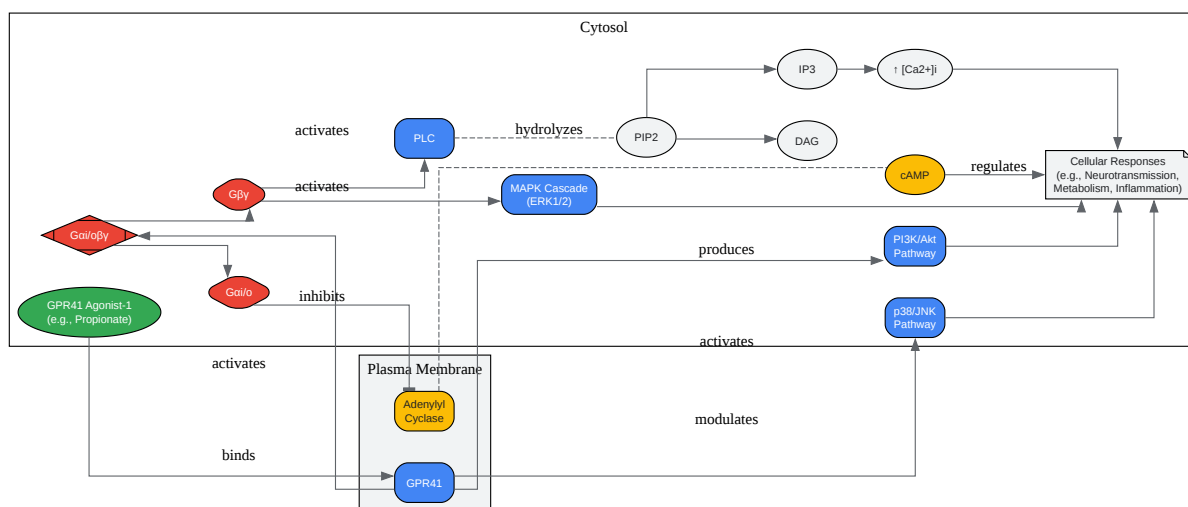 Cytosol
IP3
↑ [Ca2+]i
activates
PLC
hydrolyzes
PIP2
DAG
Cellular Responses
(e.g., Neurotransmission,
Metabolism, Inflammation)
regulates
cAMP
activates
Gβγ
MAPK Cascade
(ERK1/2)
Gαi/oβγ
produces
PI3K/Akt
Pathway
Gαi/o
inhibits
GPR41 Agonist-1
(e.g., Propionate)
p38/JNK
Pathway
activates
activates
Plasma Membrane
Adenylyl
Cyclase
modulates
binds
GPR41